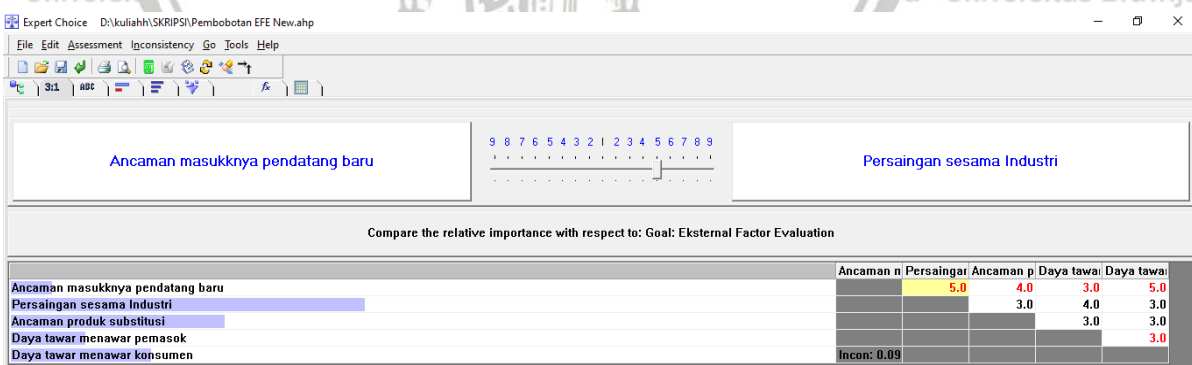 Expert Choice D:\kuliahh\SKRIPSI\Pembobotan EFE New.ahp
File Edit Assessment Inconsistency Go Tools Help
3:1 ABC fx
9 8 7 6 5 4 3 2 1 2 3 4 5 6 7 8 9
Ancaman masukknya pendatang baru
Persaingan sesama Industri
Compare the relative importance with respect to: Goal: Eksternal Factor Evaluation
Ancaman n Persaingar Ancaman p Daya tawai Daya tawai
Ancaman masukknya pendatang baru 5.0 4.0 3.0 5.0
Persaingan sesama Industri 3.0 4.0 3.0
Ancaman produk substitusi 3.0 3.0
Daya tawar menawar pemasok 3.0
Daya tawar menawar konsumen Incon: 0.09